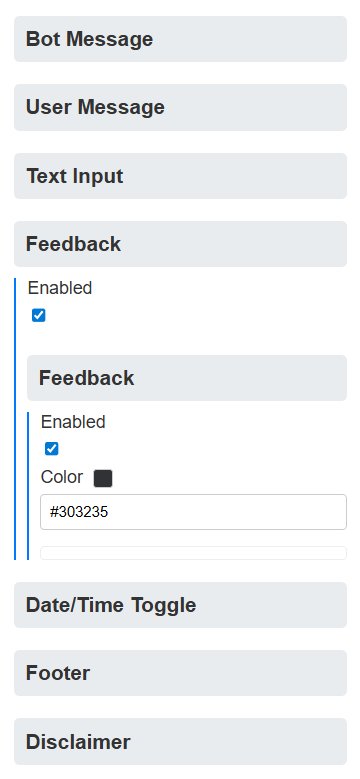 Bot Message
User Message
Text Input
Feedback
Enabled
Feedback
Enabled
Color
#303235
Date/Time Toggle
Footer
Disclaimer